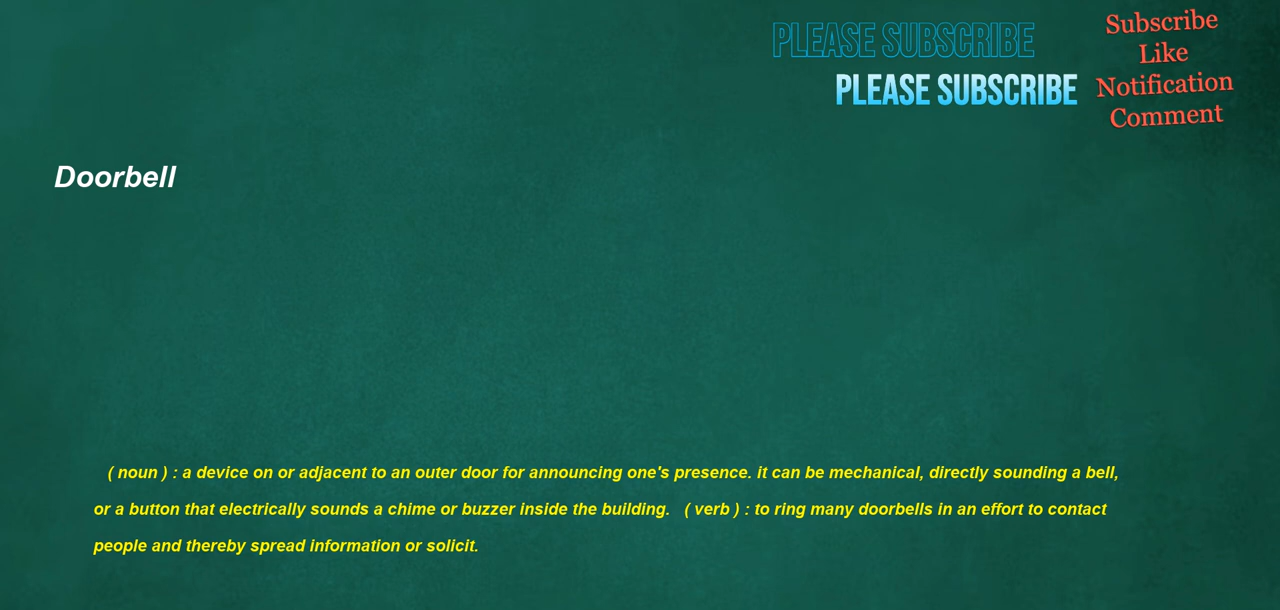 PLEASE SUBSCRIBE
PLEASE SUBSCRIBE
Subscribe
Like
Notification
Comment
Doorbell
( noun ) : a device on or adjacent to an outer door for announcing one's presence. it can be mechanical, directly sounding a bell,
or a button that electrically sounds a chime or buzzer inside the building.   ( verb ) : to ring many doorbells in an effort to contact
people and thereby spread information or solicit.